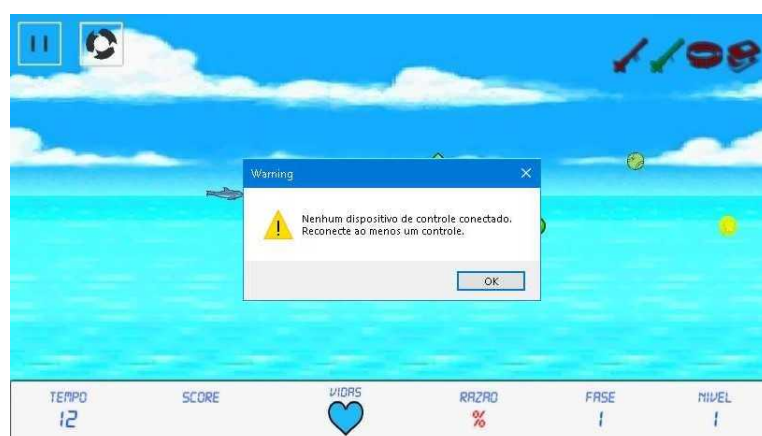 Warning
Nenhum dispositivo de controle conectado.
Reconecte ao menos um controle.
OK
TEMPO SCORE VIDAS RAZAO FASE NIVEL
12 % 1 1